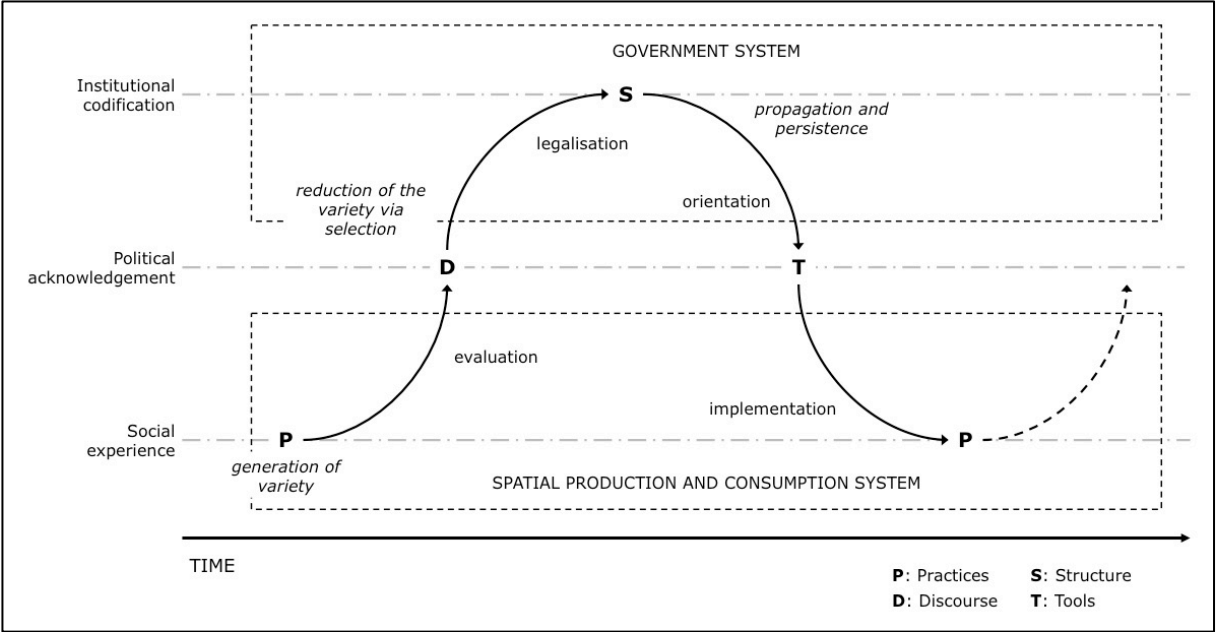 GOVERNMENT SYSTEM
Institutional
codification
S
propagation and
persistence
legalisation
reduction of the
variety via
selection
orientation
Political
acknowledgement
D
T
evaluation
implementation
Social
experience
P
P
generation of
variety
SPATIAL PRODUCTION AND CONSUMPTION SYSTEM
TIME
P: Practices
S: Structure
D: Discourse
T: Tools